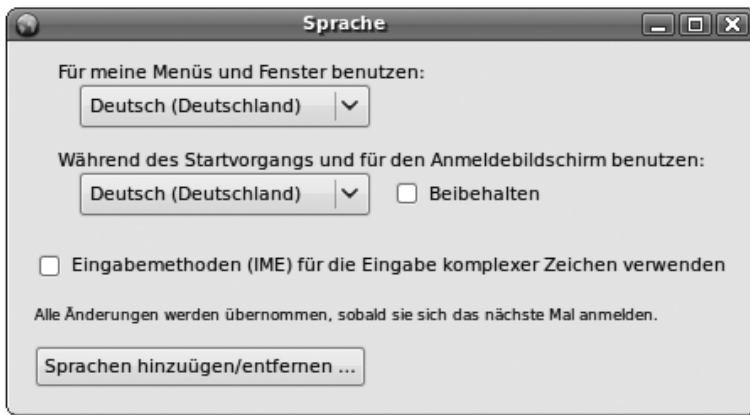 Sprache
Für meine Menüs und Fenster benutzen:
Deutsch (Deutschland)
Während des Startvorgangs und für den Anmeldebildschirm benutzen:
Deutsch (Deutschland) Beibehalten
Eingabemethoden (IME) für die Eingabe komplexer Zeichen verwenden
Alle Änderungen werden übernommen, sobald sie sich das nächste Mal anmelden.
Sprachen hinzuügen/entfernen ...